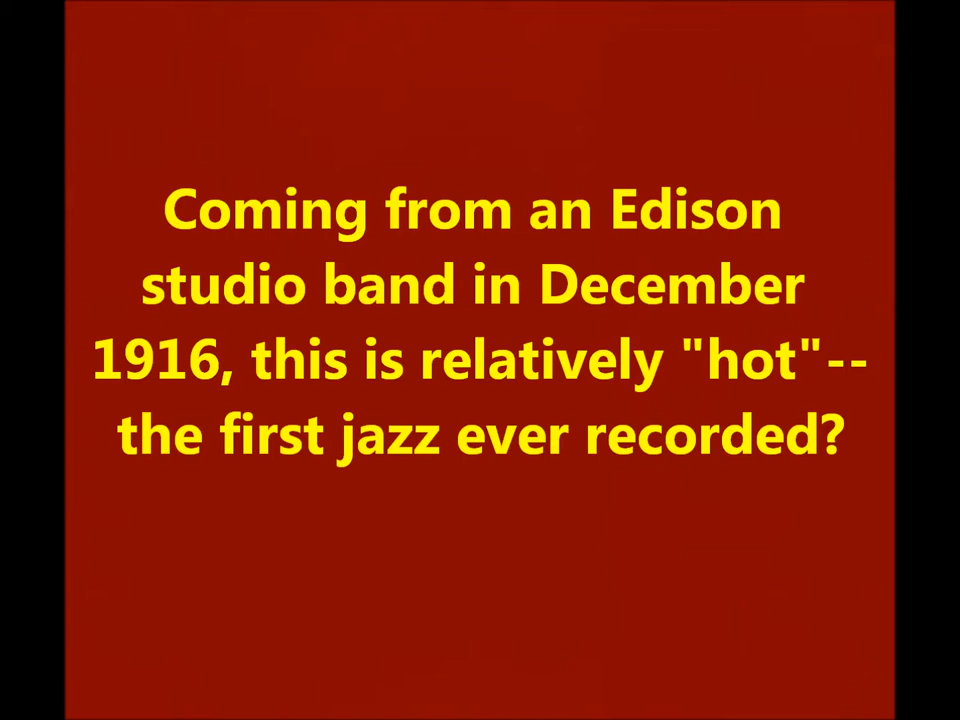 Coming from an Edison
studio band in December
1916, this is relatively "hot"--
the first jazz ever recorded?